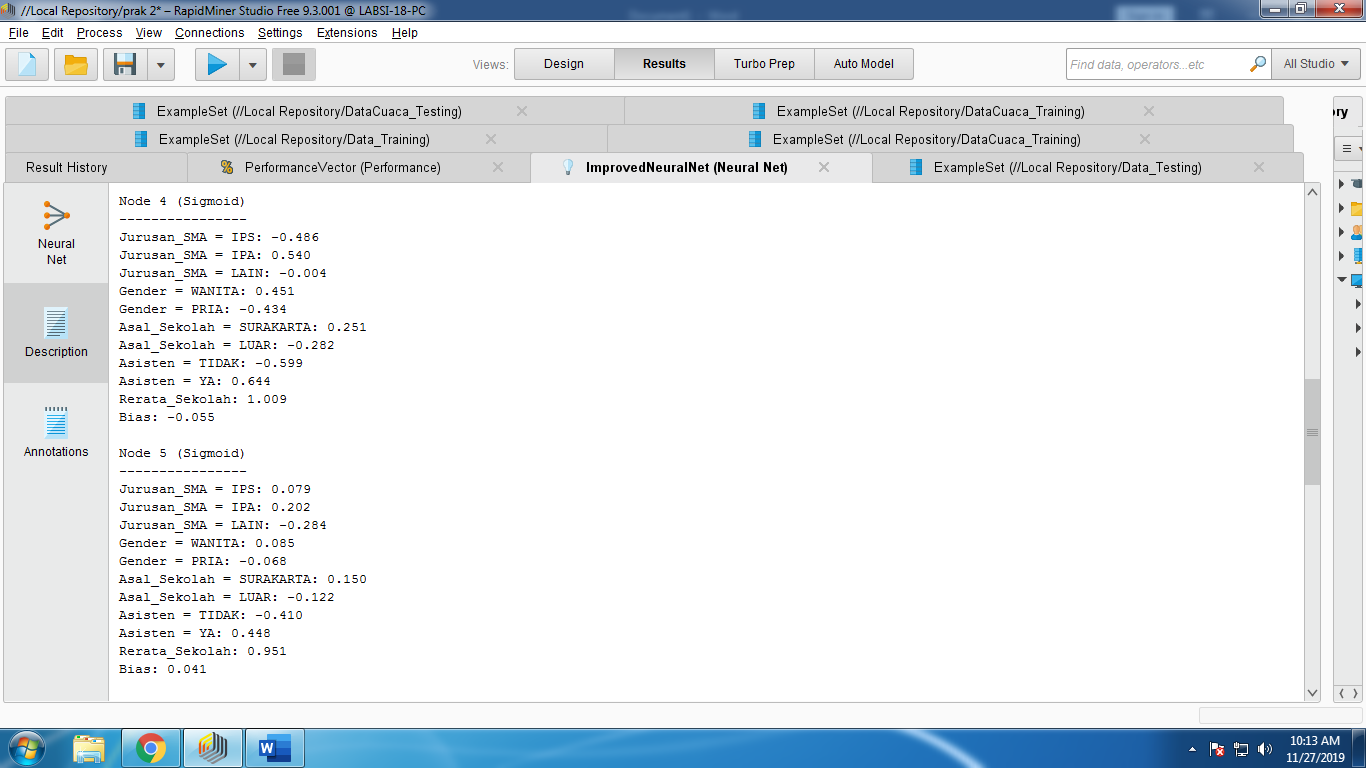 //Local Repository/prak 2* – RapidMiner Studio Free 9.3.001 @ LABSI-18-PC
File Edit Process View Connections Settings Extensions Help
Views: Design Results Turbo Prep Auto Model Find data, operators...etc All Studio
ExampleSet (//Local Repository/DataCuaca_Testing) ExampleSet (//Local Repository/DataCuaca_Training)
ExampleSet (//Local Repository/Data_Training) ExampleSet (//Local Repository/DataCuaca_Training)
Result History PerformanceVector (Performance) ImprovedNeuralNet (Neural Net) ExampleSet (//Local Repository/Data_Testing)
Neural
Net
Description
Annotations
Node 4 (Sigmoid)
----------------
Jurusan_SMA = IPS: -0.486
Jurusan_SMA = IPA: 0.540
Jurusan_SMA = LAIN: -0.004
Gender = WANITA: 0.451
Gender = PRIA: -0.434
Asal_Sekolah = SURAKARTA: 0.251
Asal_Sekolah = LUAR: -0.282
Asisten = TIDAK: -0.599
Asisten = YA: 0.644
Rerata_Sekolah: 1.009
Bias: -0.055
Node 5 (Sigmoid)
----------------
Jurusan_SMA = IPS: 0.079
Jurusan_SMA = IPA: 0.202
Jurusan_SMA = LAIN: -0.284
Gender = WANITA: 0.085
Gender = PRIA: -0.068
Asal_Sekolah = SURAKARTA: 0.150
Asal_Sekolah = LUAR: -0.122
Asisten = TIDAK: -0.410
Asisten = YA: 0.448
Rerata_Sekolah: 0.951
Bias: 0.041
ry
10:13 AM
11/27/2019